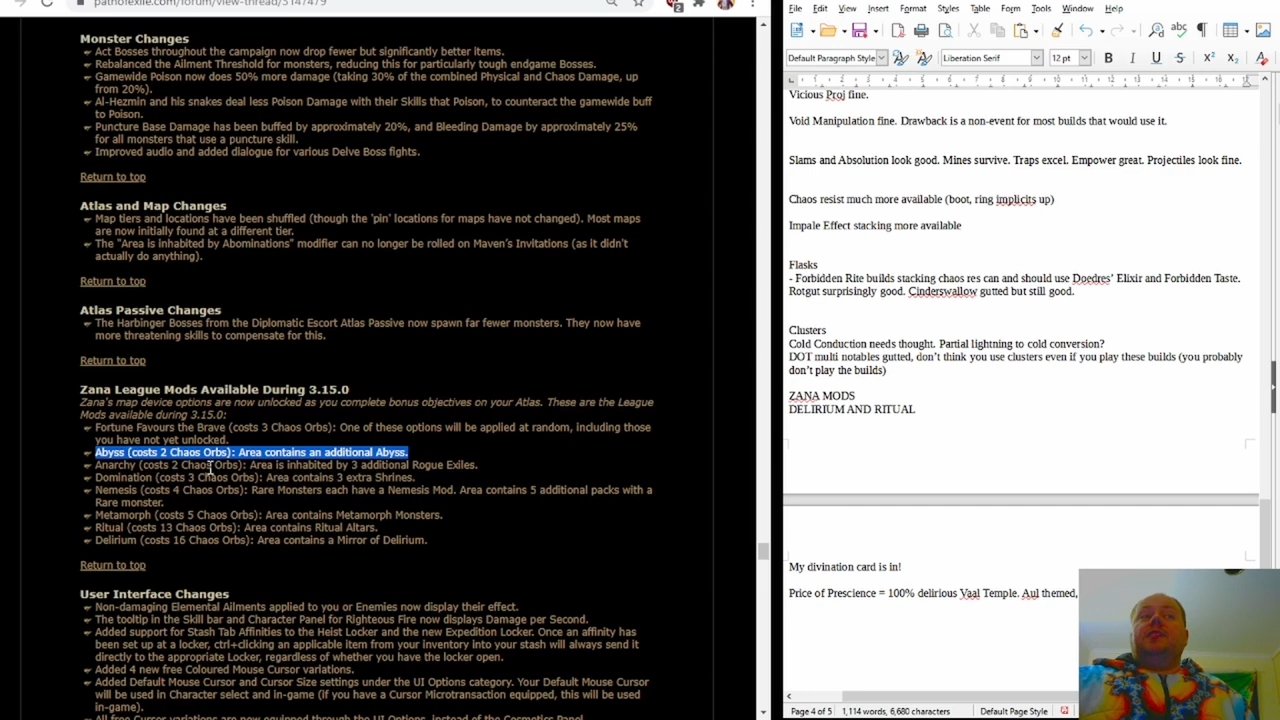 pathofexile.com/forum/view-thread/3147479
2
Monster Changes
Act Bosses throughout the campaign now drop fewer but significantly better items.
Rebalanced the Ailment Threshold for monsters, reducing this for particularly tough endgame Bosses.
Gamewide Poison now does 50% more damage (taking 30% of the combined Physical and Chaos Damage, up
from 20%).
Al-Hezmin and his snakes deal less Poison Damage with their Skills that Poison, to counteract the gamewide buff
to Poison.
Puncture Base Damage has been buffed by approximately 20%, and Bleeding Damage by approximately 25%
for all monsters that use a puncture skill.
Improved audio and added dialogue for various Delve Boss fights.
Return to top
Atlas and Map Changes
Map tiers and locations have been shuffled (though the 'pin' locations for maps have not changed). Most maps
are now initially found at a different tier.
The "Area is inhabited by Abominations" modifier can no longer be rolled on Maven's Invitations (as it didn't
actually do anything).
Return to top
Atlas Passive Changes
The Harbinger Bosses from the Diplomatic Escort Atlas Passive now spawn far fewer monsters. They now have
more threatening skills to compensate for this.
Return to top
Zana League Mods Available During 3.15.0
Zana's map device options are now unlocked as you complete bonus objectives on your Atlas. These are the League
Mods available during 3.15.0:
Fortune Favours the Brave (costs 3 Chaos Orbs): One of these options will be applied at random, including those
you have not yet unlocked.
Abyss (costs 2 Chaos Orbs): Area contains an additional Abyss.
Anarchy (costs 2 Chaos Orbs): Area is inhabited by 3 additional Rogue Exiles.
Domination (costs 3 Chaos Orbs): Area contains 3 extra Shrines.
Nemesis (costs 4 Chaos Orbs): Rare Monsters each have a Nemesis Mod. Area contains 5 additional packs with a
Rare monster.
Metamorph (costs 5 Chaos Orbs): Area contains Metamorph Monsters.
Ritual (costs 13 Chaos Orbs): Area contains Ritual Altars.
Delirium (costs 16 Chaos Orbs): Area contains a Mirror of Delirium.
Return to top
User Interface Changes
Non-damaging Elemental Ailments applied to you or Enemies now display their effect.
The tooltip in the Skill bar and Character Panel for Righteous Fire now displays Damage per Second.
Added support for Stash Tab Affinities to the Heist Locker and the new Expedition Locker. Once an affinity has
been set up at a locker, ctrl+clicking an applicable item from your inventory into your stash will always send it
directly to the appropriate Locker, regardless of whether you have the locker open.
Added 4 new free Coloured Mouse Cursor variations.
Added Default Mouse Cursor and Cursor Size settings under the UI Options category. Your Default Mouse Cursor
will be used in Character select and in-game (if you have a Cursor Microtransaction equipped, this will be used
in-game).
All free Cursor variations are now equipped through the UI Options, instead of the Cosmetics Panel.
File Edit View Insert Format Styles Table Form Tools Window Help
Default Paragraph Style Liberation Serif 12 pt
Vicious Proj fine.
Void Manipulation fine. Drawback is a non-event for most builds that would use it.
Slams and Absolution look good. Mines survive. Traps excel. Empower great. Projectiles look fine.
Chaos resist much more available (boot, ring implicits up)
Impale Effect stacking more available
Flasks
- Forbidden Rite builds stacking chaos res can and should use Doedres' Elixir and Forbidden Taste.
Rotgut surprisingly good. Cinderswallow gutted but still good.
Clusters
Cold Conduction needs thought. Partial lightning to cold conversion?
DOT multi notables gutted, don't think you use clusters even if you play these builds (you probably
don't play the builds)
ZANA MODS
DELIRIUM AND RITUAL
My divination card is in!
Price of Prescience = 100% delirious Vaal Temple. Aul themed,
Page 4 of 5 1,114 words, 6,680 characters Default Page Style